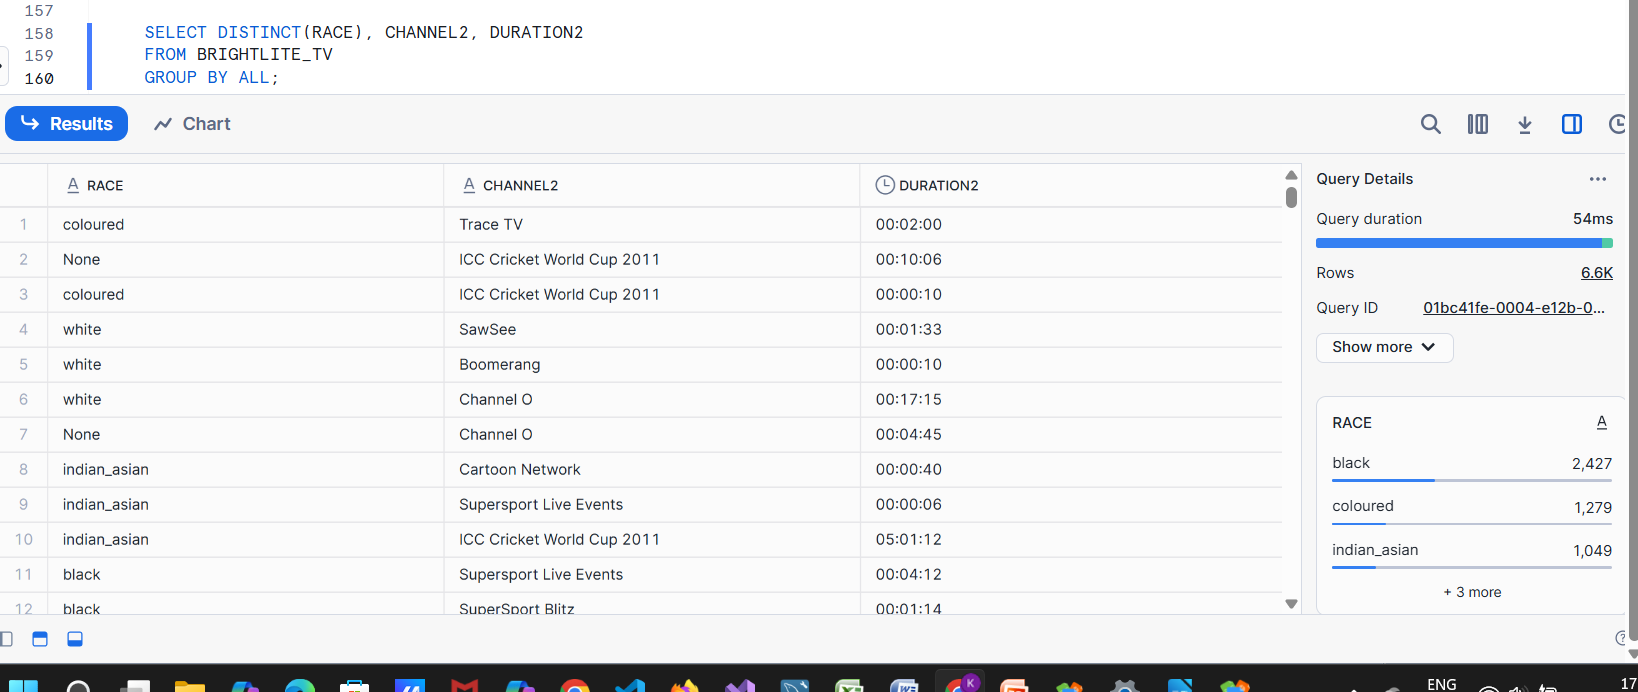 157
158 SELECT DISTINCT(RACE), CHANNEL2, DURATION2
159 FROM BRIGHTLITE_TV
160 GROUP BY ALL;
Results Chart
A RACE A CHANNEL2 DURATION2
1 coloured Trace TV 00:02:00
2 None ICC Cricket World Cup 2011 00:10:06
3 coloured ICC Cricket World Cup 2011 00:00:10
4 white SawSee 00:01:33
5 white Boomerang 00:00:10
6 white Channel O 00:17:15
7 None Channel O 00:04:45
8 indian_asian Cartoon Network 00:00:40
9 indian_asian Supersport Live Events 00:00:06
10 indian_asian ICC Cricket World Cup 2011 05:01:12
11 black Supersport Live Events 00:04:12
12 black SuperSport Blitz 00:01:14
Query Details ...
Query duration 54ms
Rows 6.6K
Query ID 01bc41fe-0004-e12b-0...
Show more
RACE A
black 2,427
coloured 1,279
indian_asian 1,049
+ 3 more
K
ENG
17